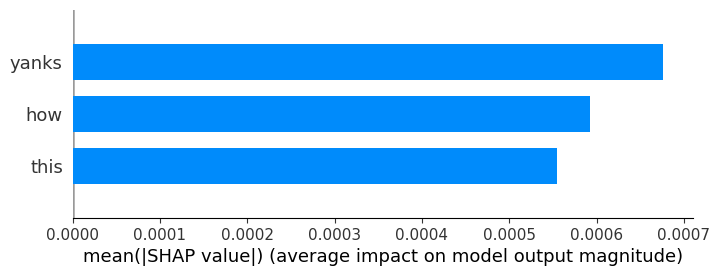 yanks
how
this
0.0000 0.0001 0.0002 0.0003 0.0004 0.0005 0.0006 0.0007
mean(|SHAP value|) (average impact on model output magnitude)